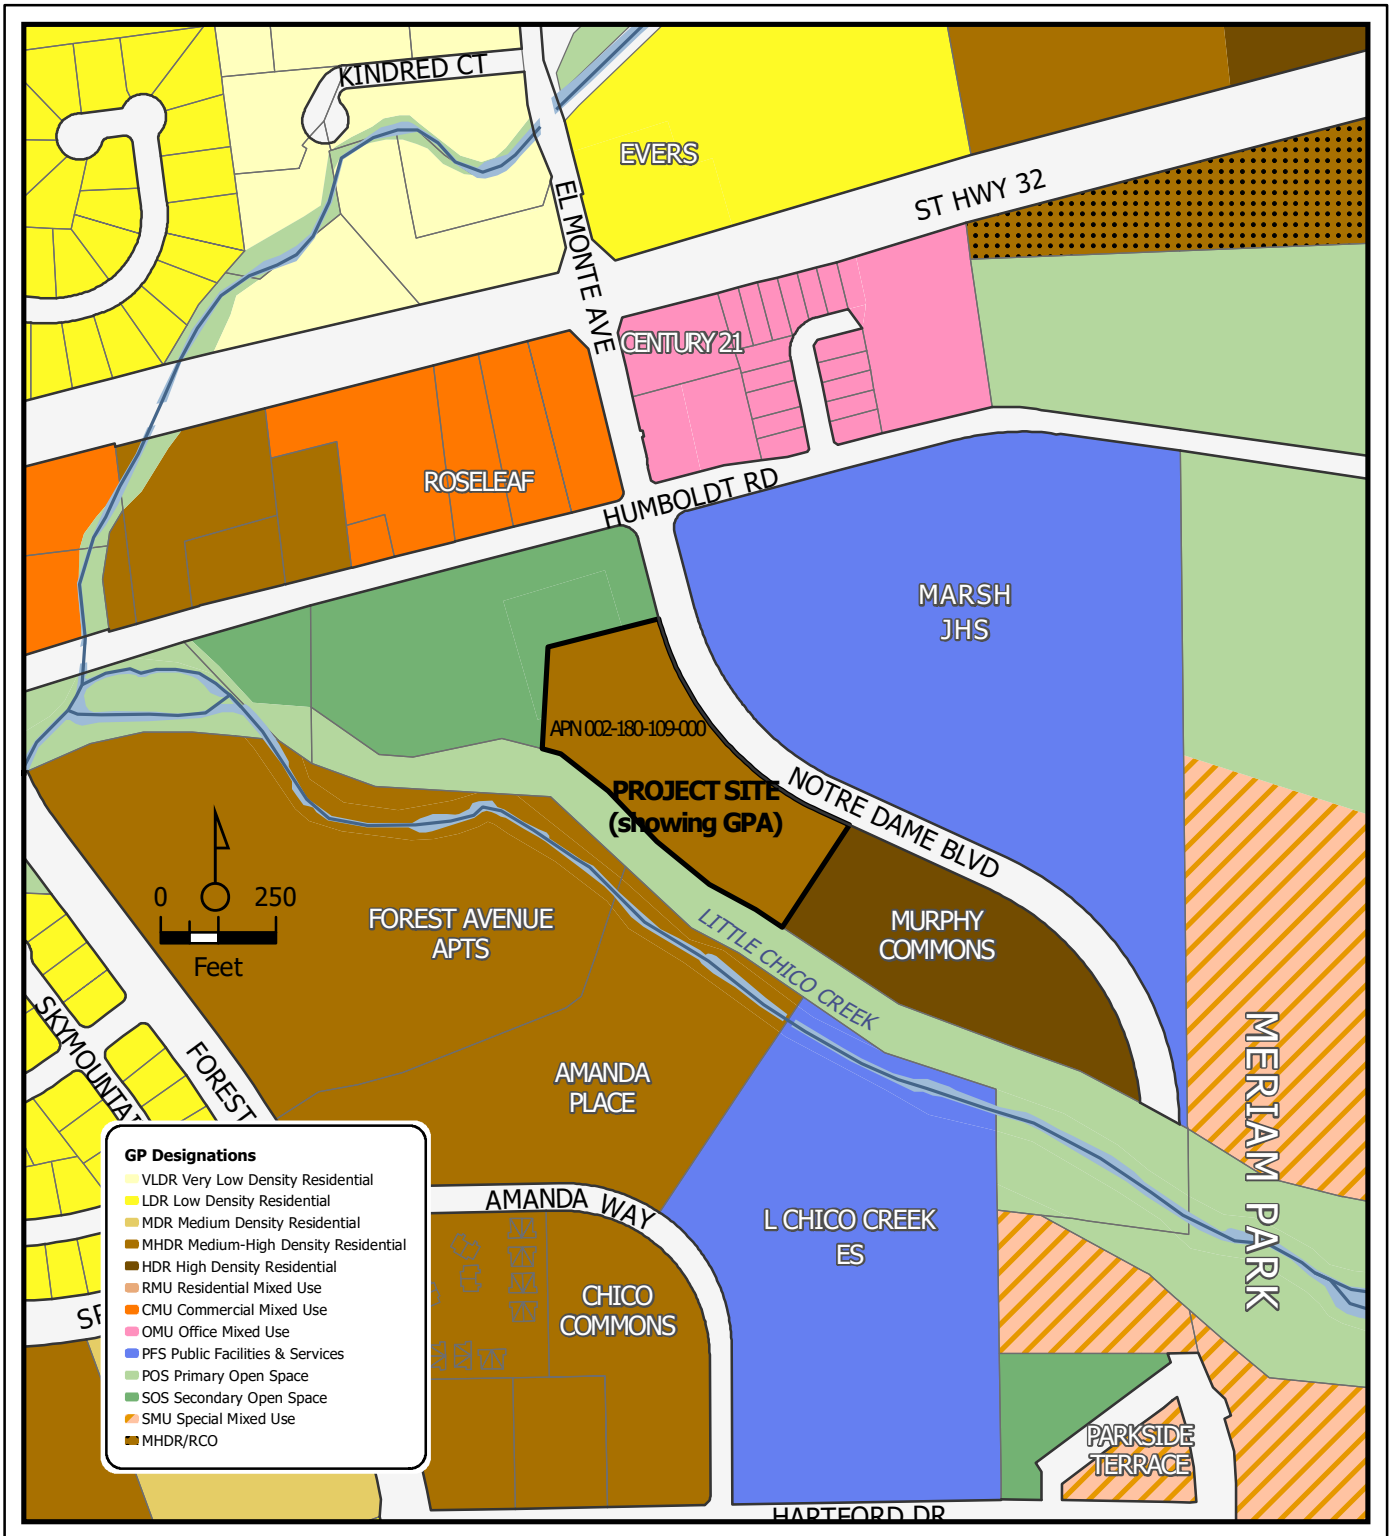 KINDRED CT
EVERS
ST HWY 32
EL MONTE AVE
CENTURY 21
ROSELEAF
HUMBOLDT RD
MARSH
JHS
APN 002-180-109-000
PROJECT SITE
(showing GPA)
NOTRE DAME BLVD
0 250
Feet
FOREST AVENUE
APTS
MURPHY
COMMONS
LITTLE CHICO CREEK
SKYMOUNTAI
FOREST
AMANDA
PLACE
MERIAM PARK
AMANDA WAY
L CHICO CREEK
ES
CHICO
COMMONS
SE
PARKSIDE
TERRACE
HARTFORD DR
GP Designations
VLDR Very Low Density Residential
LDR Low Density Residential
MDR Medium Density Residential
MHDR Medium-High Density Residential
HDR High Density Residential
RMU Residential Mixed Use
CMU Commercial Mixed Use
OMU Office Mixed Use
PFS Public Facilities & Services
POS Primary Open Space
SOS Secondary Open Space
SMU Special Mixed Use
MHDR/RCO